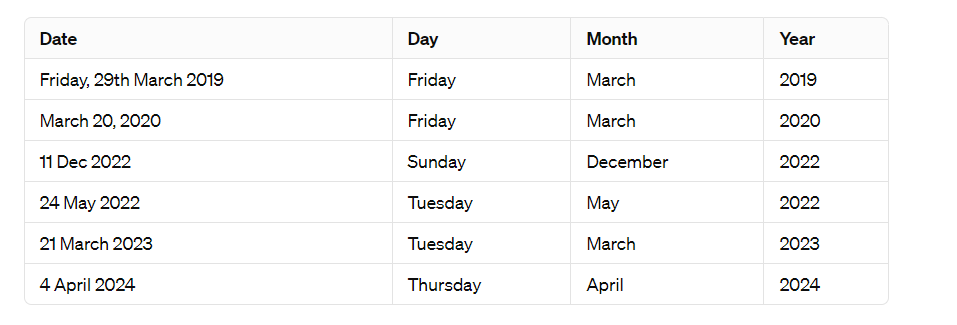 Date Day Month Year
Friday, 29th March 2019 Friday March 2019
March 20, 2020 Friday March 2020
11 Dec 2022 Sunday December 2022
24 May 2022 Tuesday May 2022
21 March 2023 Tuesday March 2023
4 April 2024 Thursday April 2024